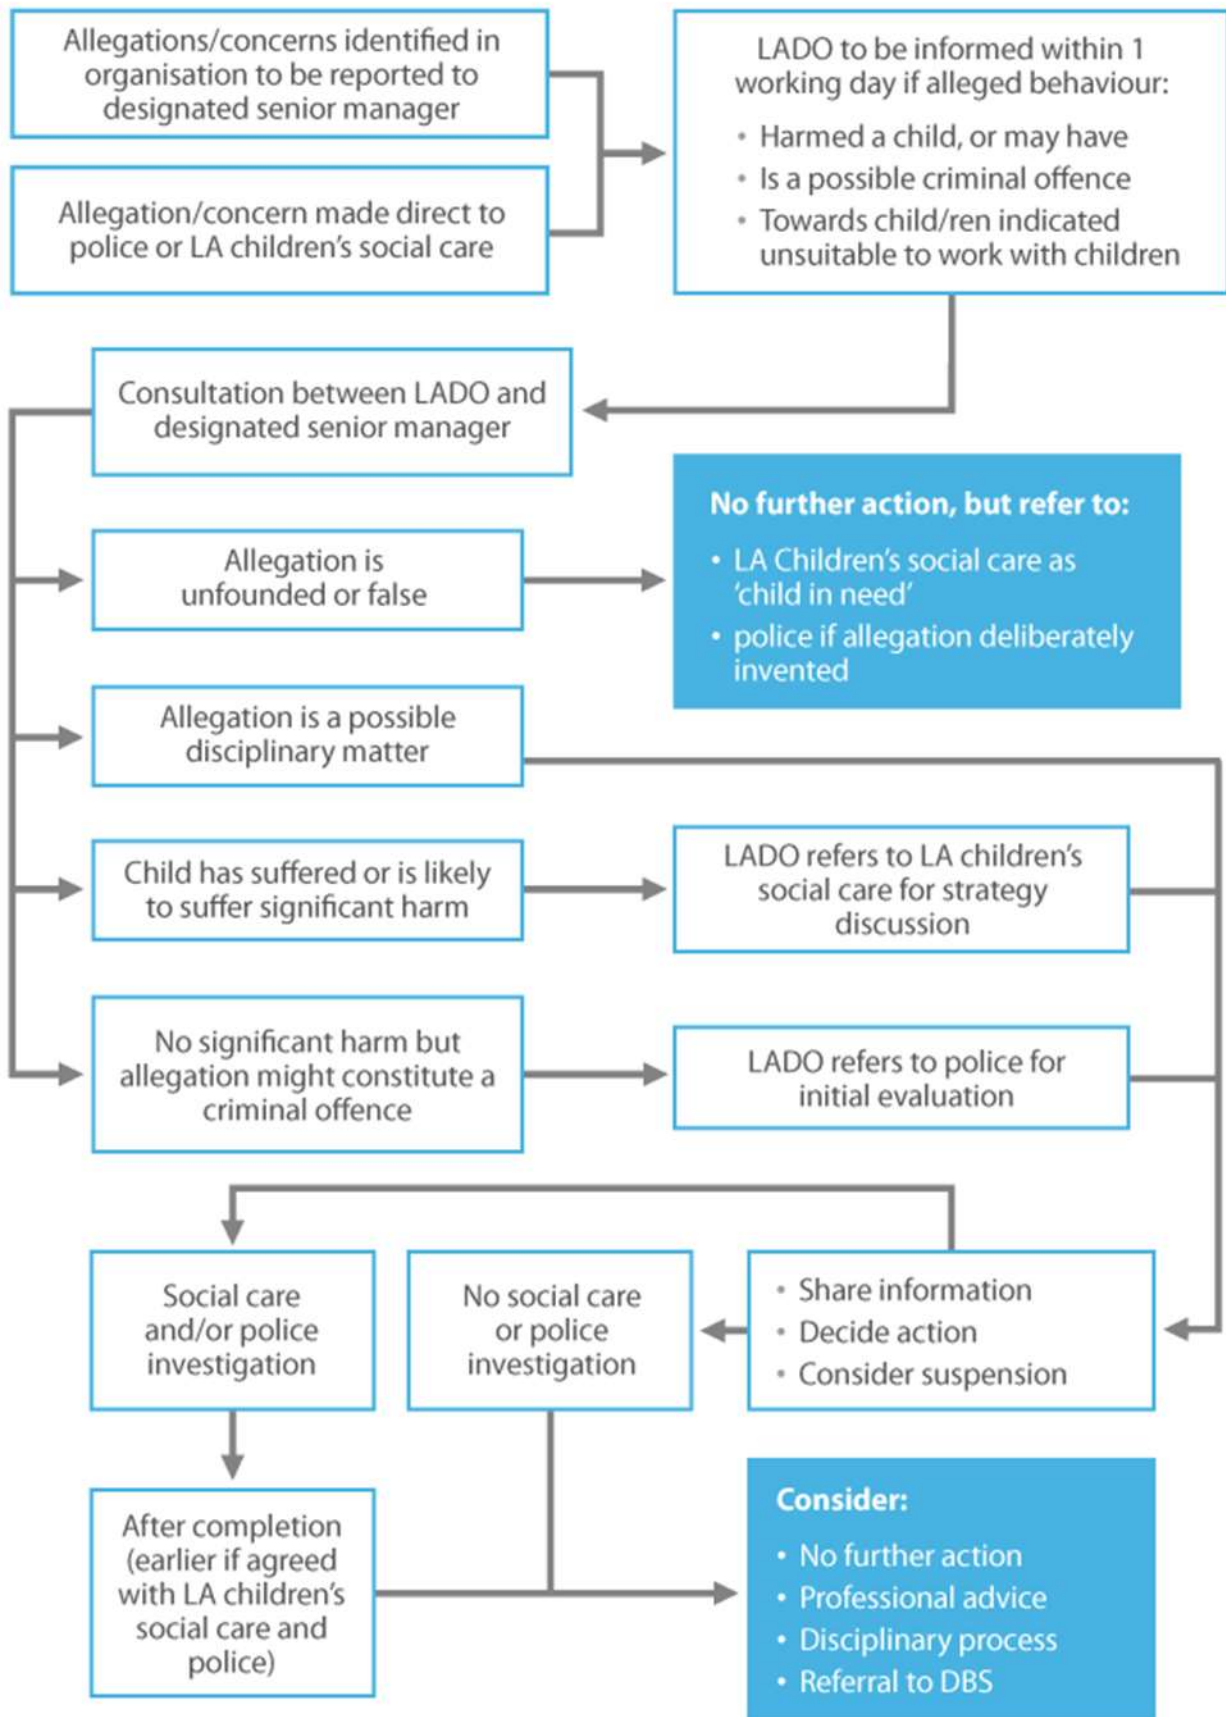 Allegations/concerns identified in
organisation to be reported to
designated senior manager
Allegation/concern made direct to
police or LA children's social care
LADO to be informed within 1
working day if alleged behaviour:
• Harmed a child, or may have
• Is a possible criminal offence
• Towards child/ren indicated
unsuitable to work with children
Consultation between LADO and
designated senior manager
Allegation is
unfounded or false
No further action, but refer to:
• LA Children's social care as
'child in need'
• police if allegation deliberately
invented
Allegation is a possible
disciplinary matter
Child has suffered or is likely
to suffer significant harm
LADO refers to LA children's
social care for strategy
discussion
No significant harm but
allegation might constitute a
criminal offence
LADO refers to police for
initial evaluation
Social care
and/or police
investigation
No social care
or police
investigation
• Share information
• Decide action
• Consider suspension
After completion
(earlier if agreed
with LA children's
social care and
police)
Consider:
• No further action
• Professional advice
• Disciplinary process
• Referral to DBS